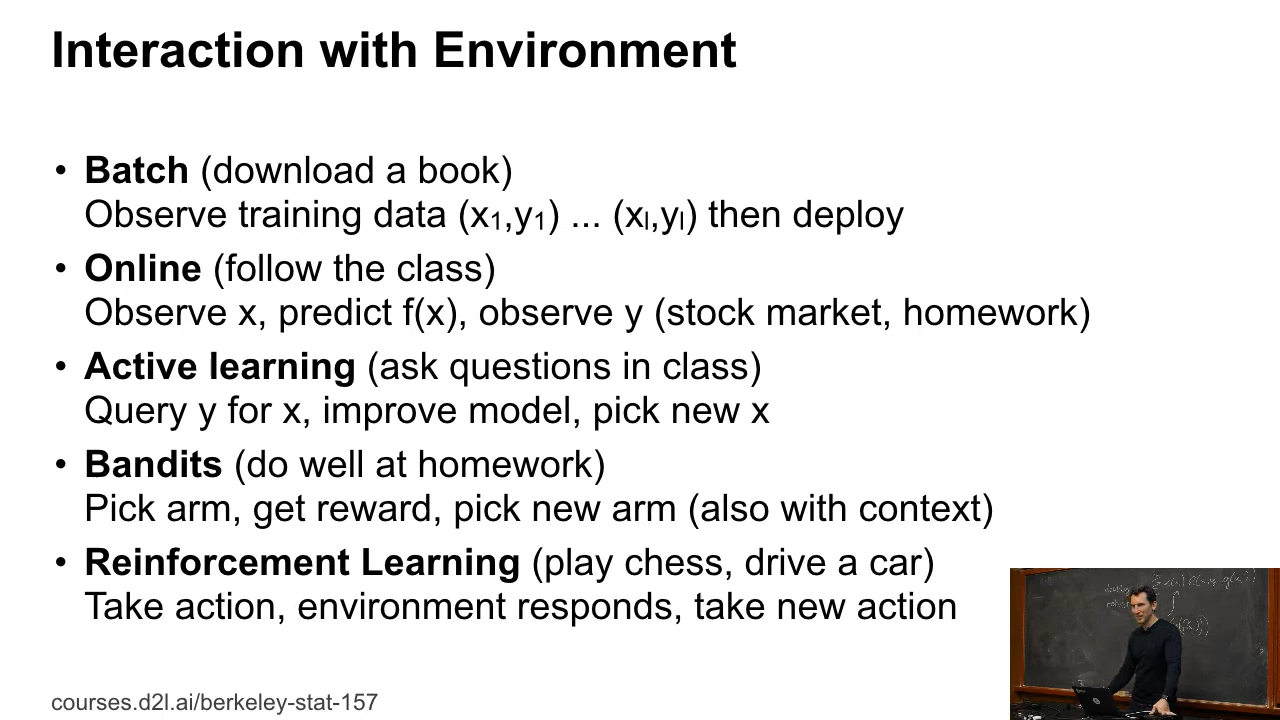 Interaction with Environment
• Batch (download a book)
Observe training data (x₁,y₁) ... (xₗ,yₗ) then deploy
• Online (follow the class)
Observe x, predict f(x), observe y (stock market, homework)
• Active learning (ask questions in class)
Query y for x, improve model, pick new x
• Bandits (do well at homework)
Pick arm, get reward, pick new arm (also with context)
• Reinforcement Learning (play chess, drive a car)
Take action, environment responds, take new action
courses.d2l.ai/berkeley-stat-157